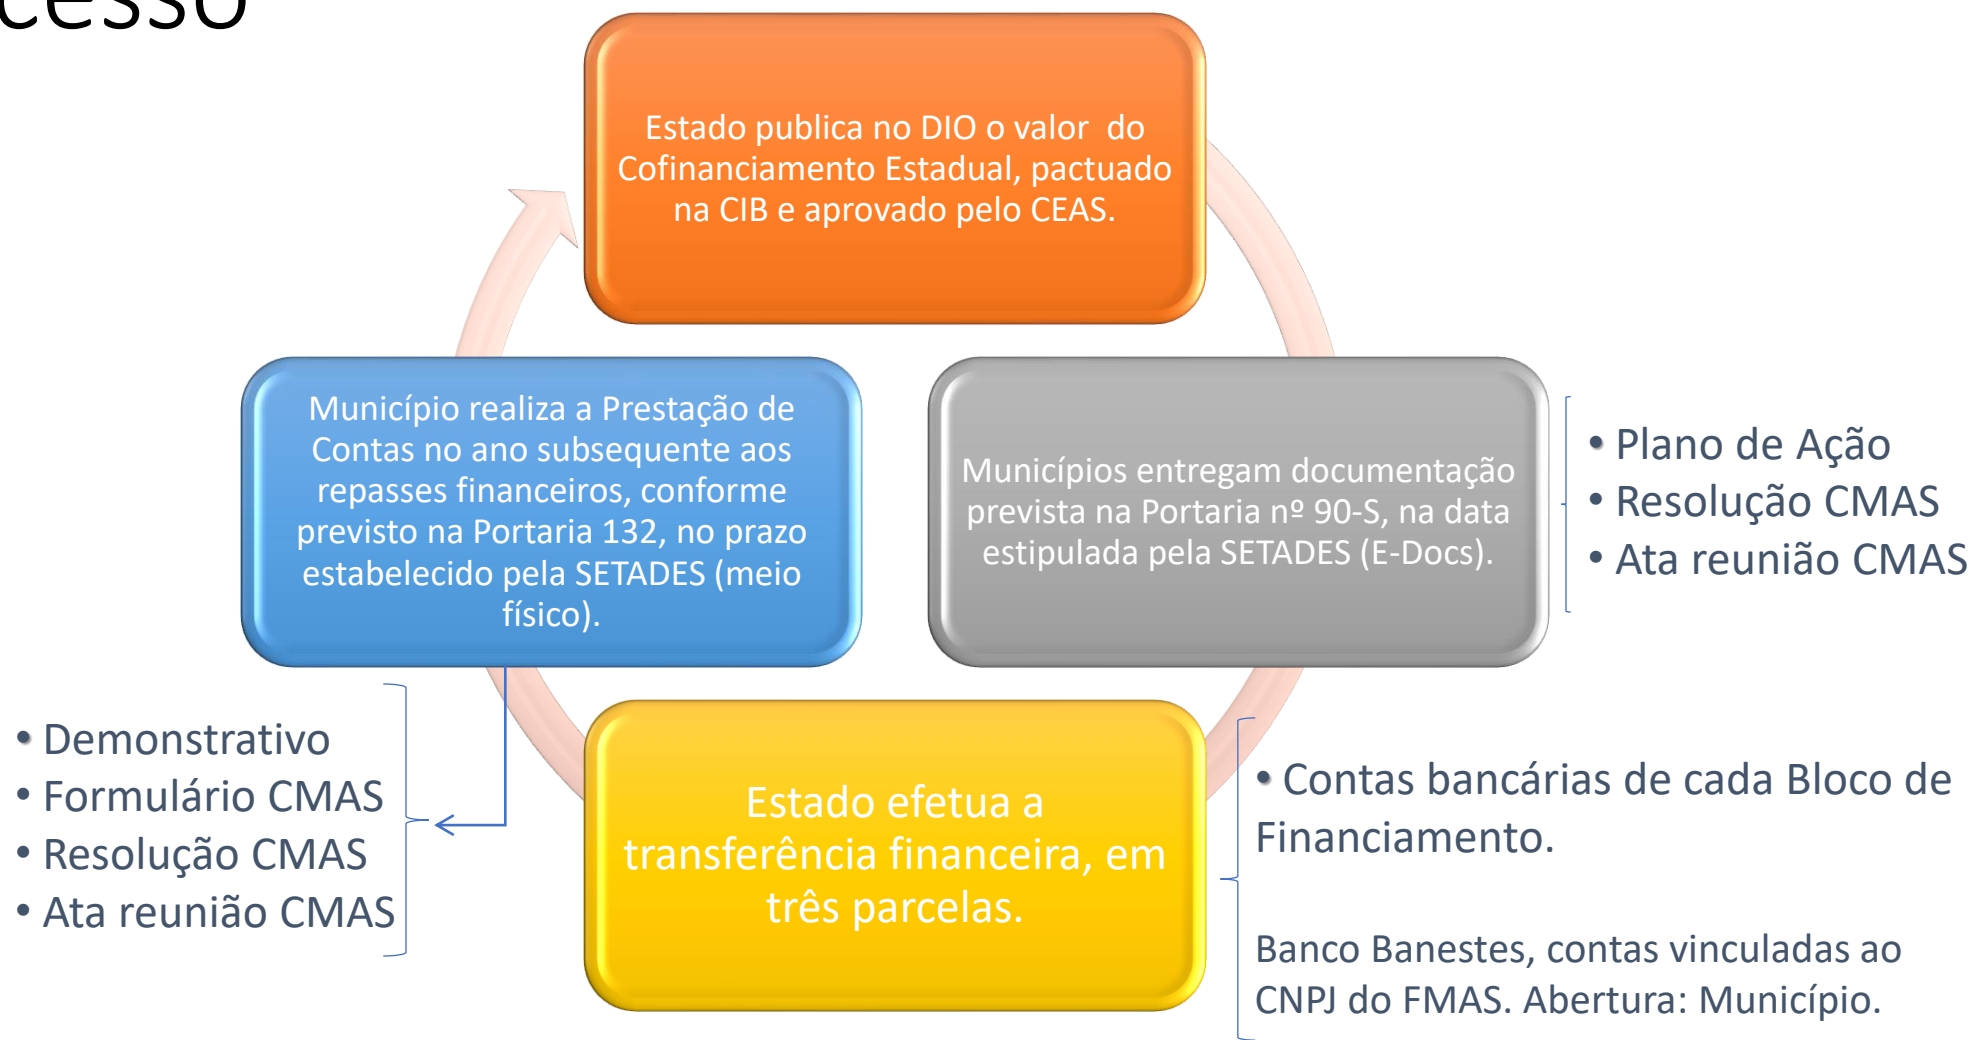 cesso
Estado publica no DIO o valor do
Cofinanciamento Estadual, pactuado
na CIB e aprovado pelo CEAS.
Municípios entregam documentação
prevista na Portaria nº 90-S, na data
estipulada pela SETADES (E-Docs).
• Plano de Ação
• Resolução CMAS
• Ata reunião CMAS
Estado efetua a
transferência financeira, em
três parcelas.
• Contas bancárias de cada Bloco de
Financiamento.
Banco Banestes, contas vinculadas ao
CNPJ do FMAS. Abertura: Município.
Município realiza a Prestação de
Contas no ano subsequente aos
repasses financeiros, conforme
previsto na Portaria 132, no prazo
estabelecido pela SETADES (meio
físico).
• Demonstrativo
• Formulário CMAS
• Resolução CMAS
• Ata reunião CMAS